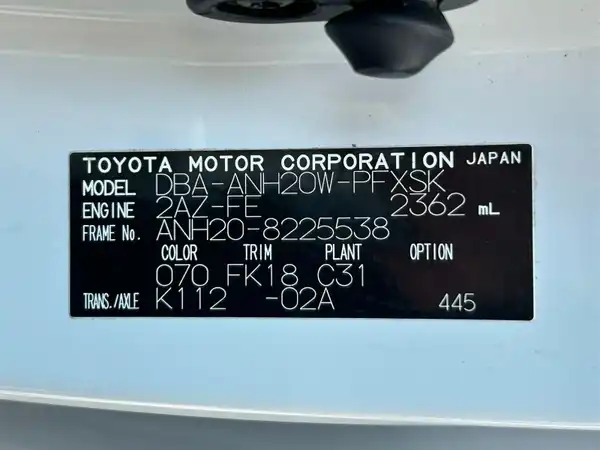 TOYOTA MOTOR CORPORATION JAPAN
MODEL DBA-ANH20W-PFXSK
ENGINE 2AZ-FE 2362 mL
FRAME No. ANH20-8225538
COLOR TRIM PLANT OPTION
070 FK18 C31
TRANS./AXLE K112 -02A 445